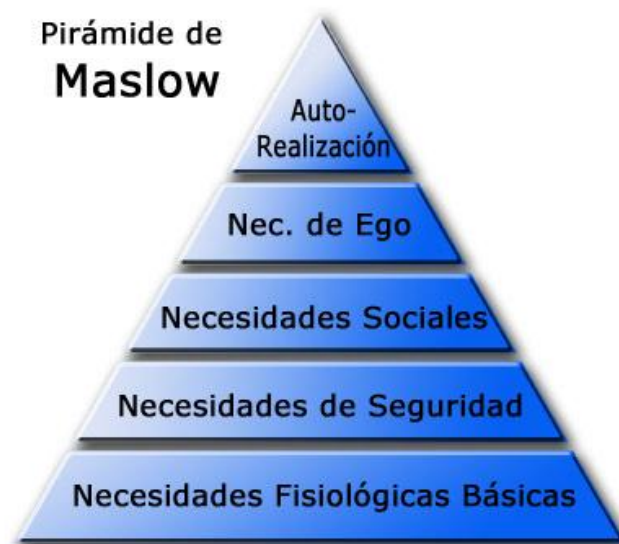 Pirámide de
Maslow
Auto-
Realización
Nec. de Ego
Necesidades Sociales
Necesidades de Seguridad
Necesidades Fisiológicas Básicas